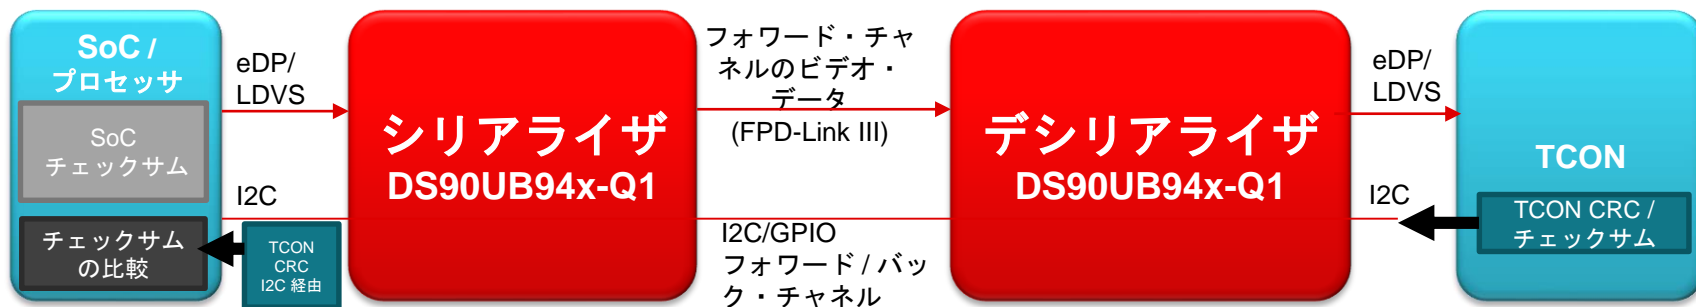 SoC /
プロセッサ
SoC
チェックサム
チェックサム
の比較
eDP/
LDVS
I2C
TCON
CRC
I2C 経由
シリアライザ
DS90UB94x-Q1
フォワード・チャ
ネルのビデオ・
データ
(FPD-Link III)
I2C/GPIO
フォワード / バッ
ク・チャネル
デシリアライザ
DS90UB94x-Q1
eDP/
LDVS
I2C
TCON
TCON CRC /
チェックサム